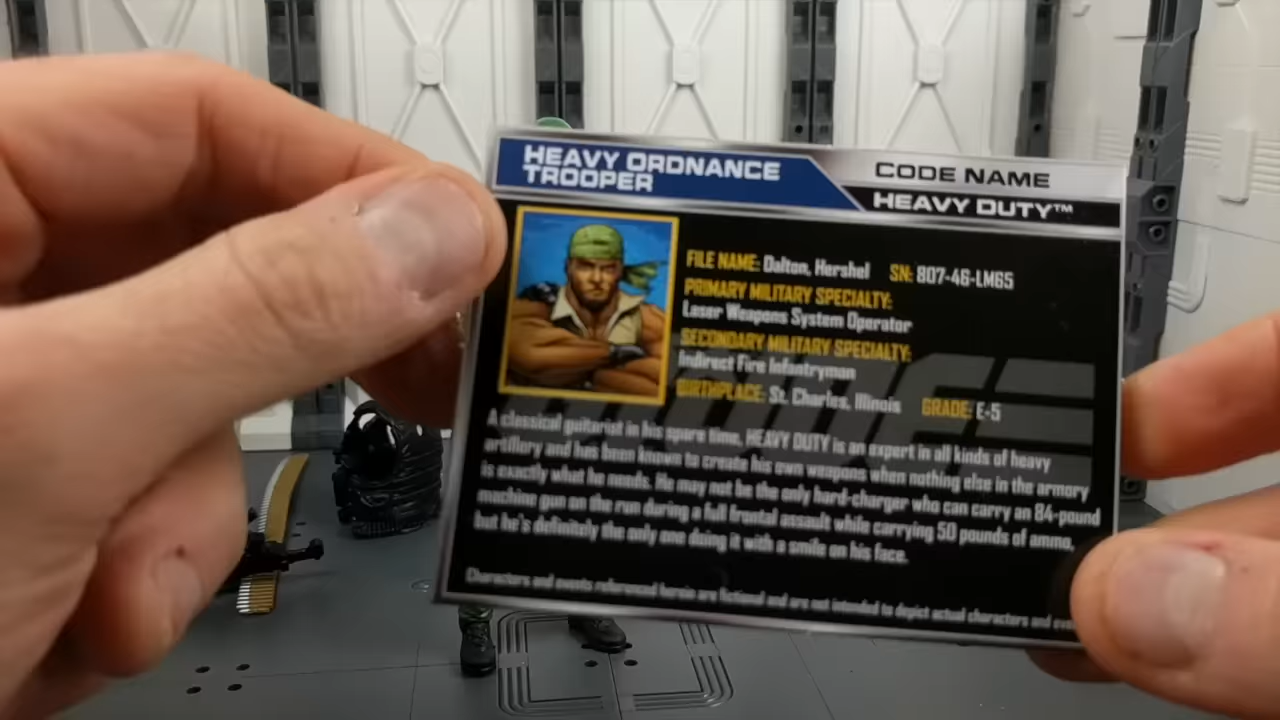 HEAVY ORDNANCE
TROOPER
CODE NAME
HEAVY DUTY™
FILE NAME: Dalton, Hershel SN: 807-46-LM65
PRIMARY MILITARY SPECIALTY:
Laser Weapons System Operator
SECONDARY MILITARY SPECIALTY:
Indirect Fire Infantryman
BIRTHPLACE: St. Charles, Illinois GRADE: E-5
A classical guitarist in his spare time, HEAVY DUTY is an expert in all kinds of heavy
artillery and has been known to create his own weapons when nothing else in the armory
is exactly what he needs. He may not be the only hard-charger who can carry an 84-pound
machine gun on the run during a full frontal assault while carrying 50 pounds of ammo,
but he's definitely the only one doing it with a smile on his face.
Characters and events referenced herein are fictional and are not intended to depict actual characters and